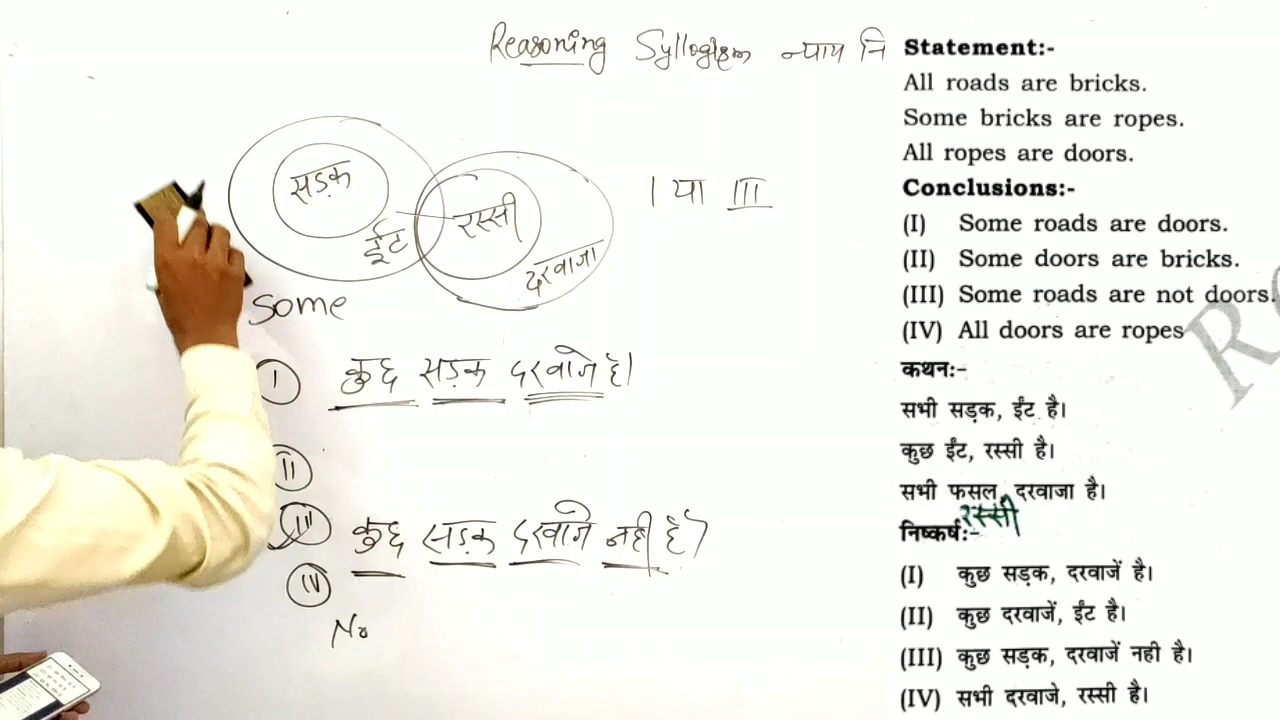 Reasoning Syllogism न्याय नि
सड़क
ईंट
रस्सी
दरवाजा
I या III
Some
I कुछ सड़क दरवाजे है।
II
III कुछ सड़क दरवाजे नही है?
IV
No
Statement:-
All roads are bricks.
Some bricks are ropes.
All ropes are doors.
Conclusions:-
(I) Some roads are doors.
(II) Some doors are bricks.
(III) Some roads are not doors.
(IV) All doors are ropes
कथन:-
सभी सड़क, ईंट है।
कुछ ईंट, रस्सी है।
सभी फसल, दरवाजा है।
रस्सी
निष्कर्ष:-
(I) कुछ सड़क, दरवाजें है।
(II) कुछ दरवाजें, ईंट है।
(III) कुछ सड़क, दरवाजें नही है।
(IV) सभी दरवाजे, रस्सी है।